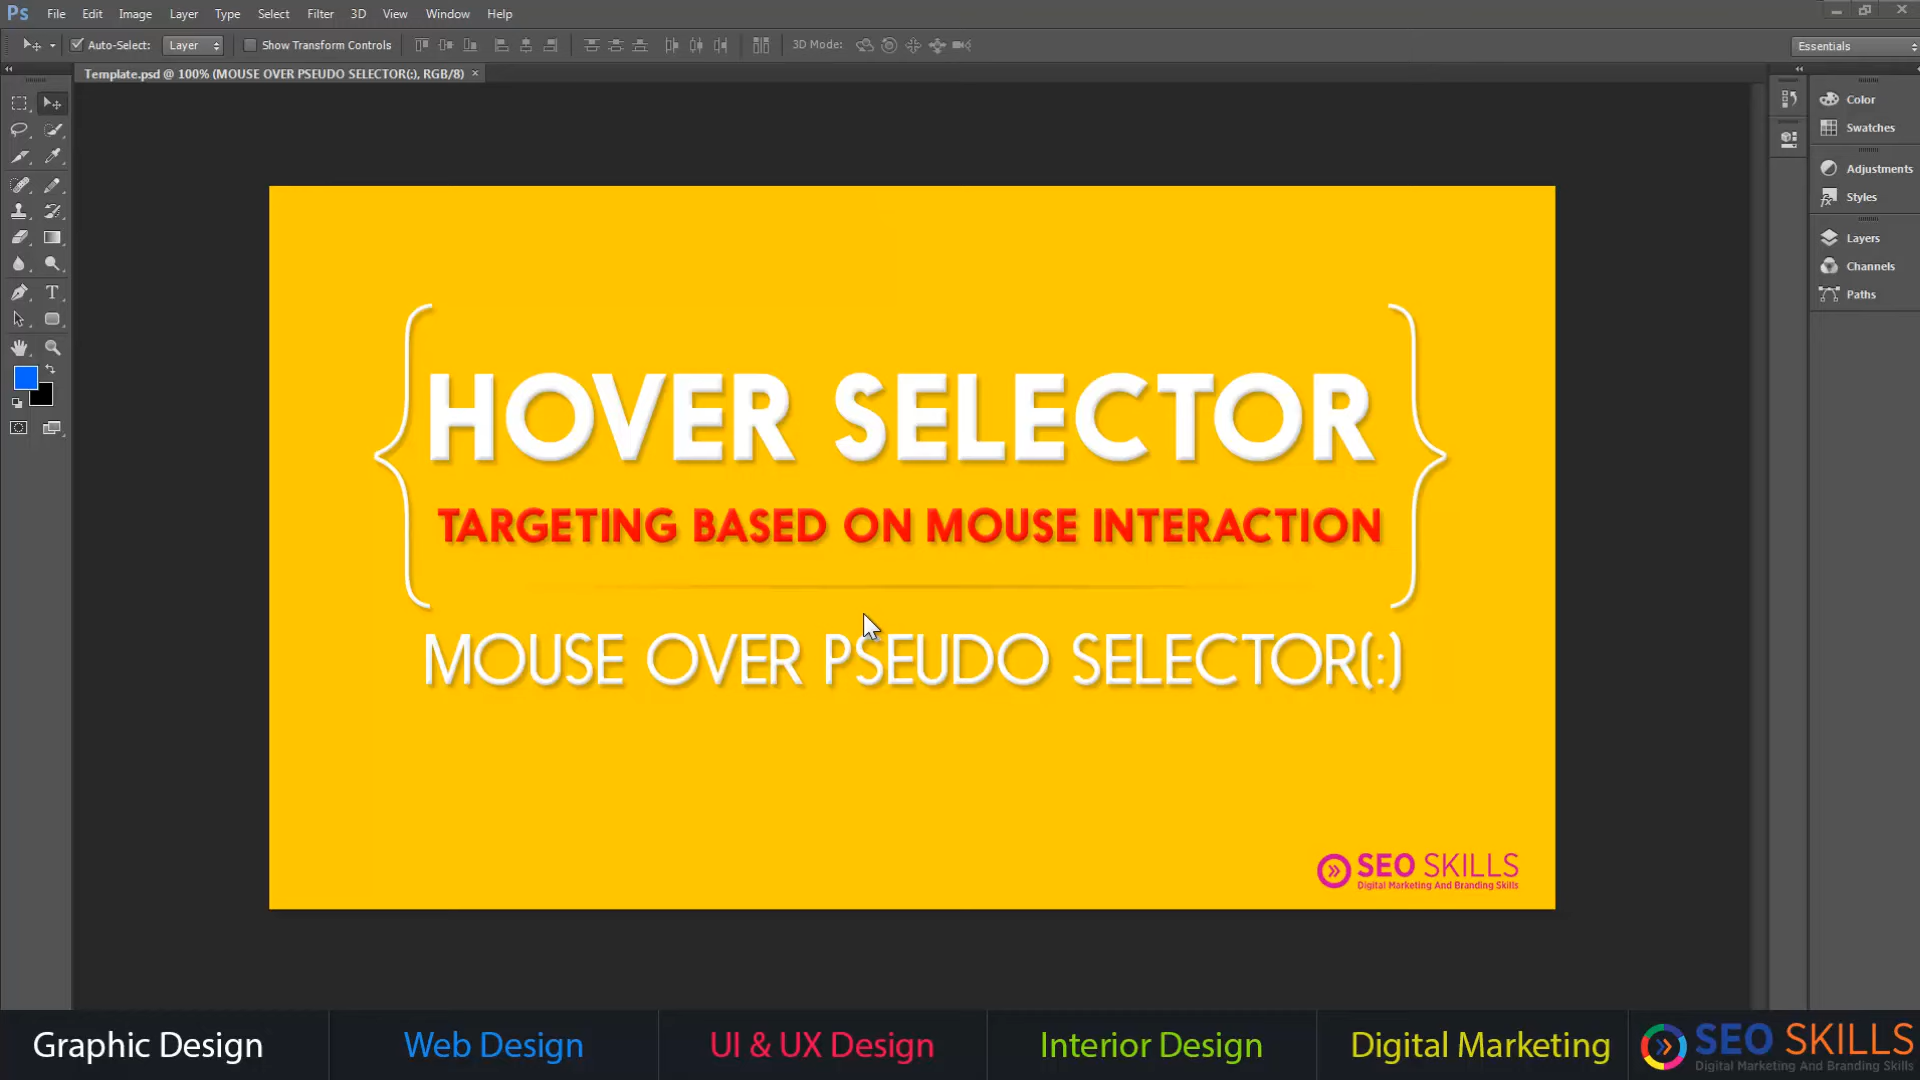 Ps File Edit Image Layer Type Select Filter 3D View Window Help
Auto-Select: Layer Show Transform Controls 3D Mode: Essentials
Template.psd @ 100% (MOUSE OVER PSEUDO SELECTOR(:), RGB/8) ×
Color
Swatches
Adjustments
Styles
Layers
Channels
Paths
{HOVER SELECTOR
TARGETING BASED ON MOUSE INTERACTION}
MOUSE OVER PSEUDO SELECTOR(:)
SEO SKILLS
Digital Marketing And Branding Skills
Graphic Design Web Design UI & UX Design Interior Design Digital Marketing SEO SKILLS
Digital Marketing And Branding Skills